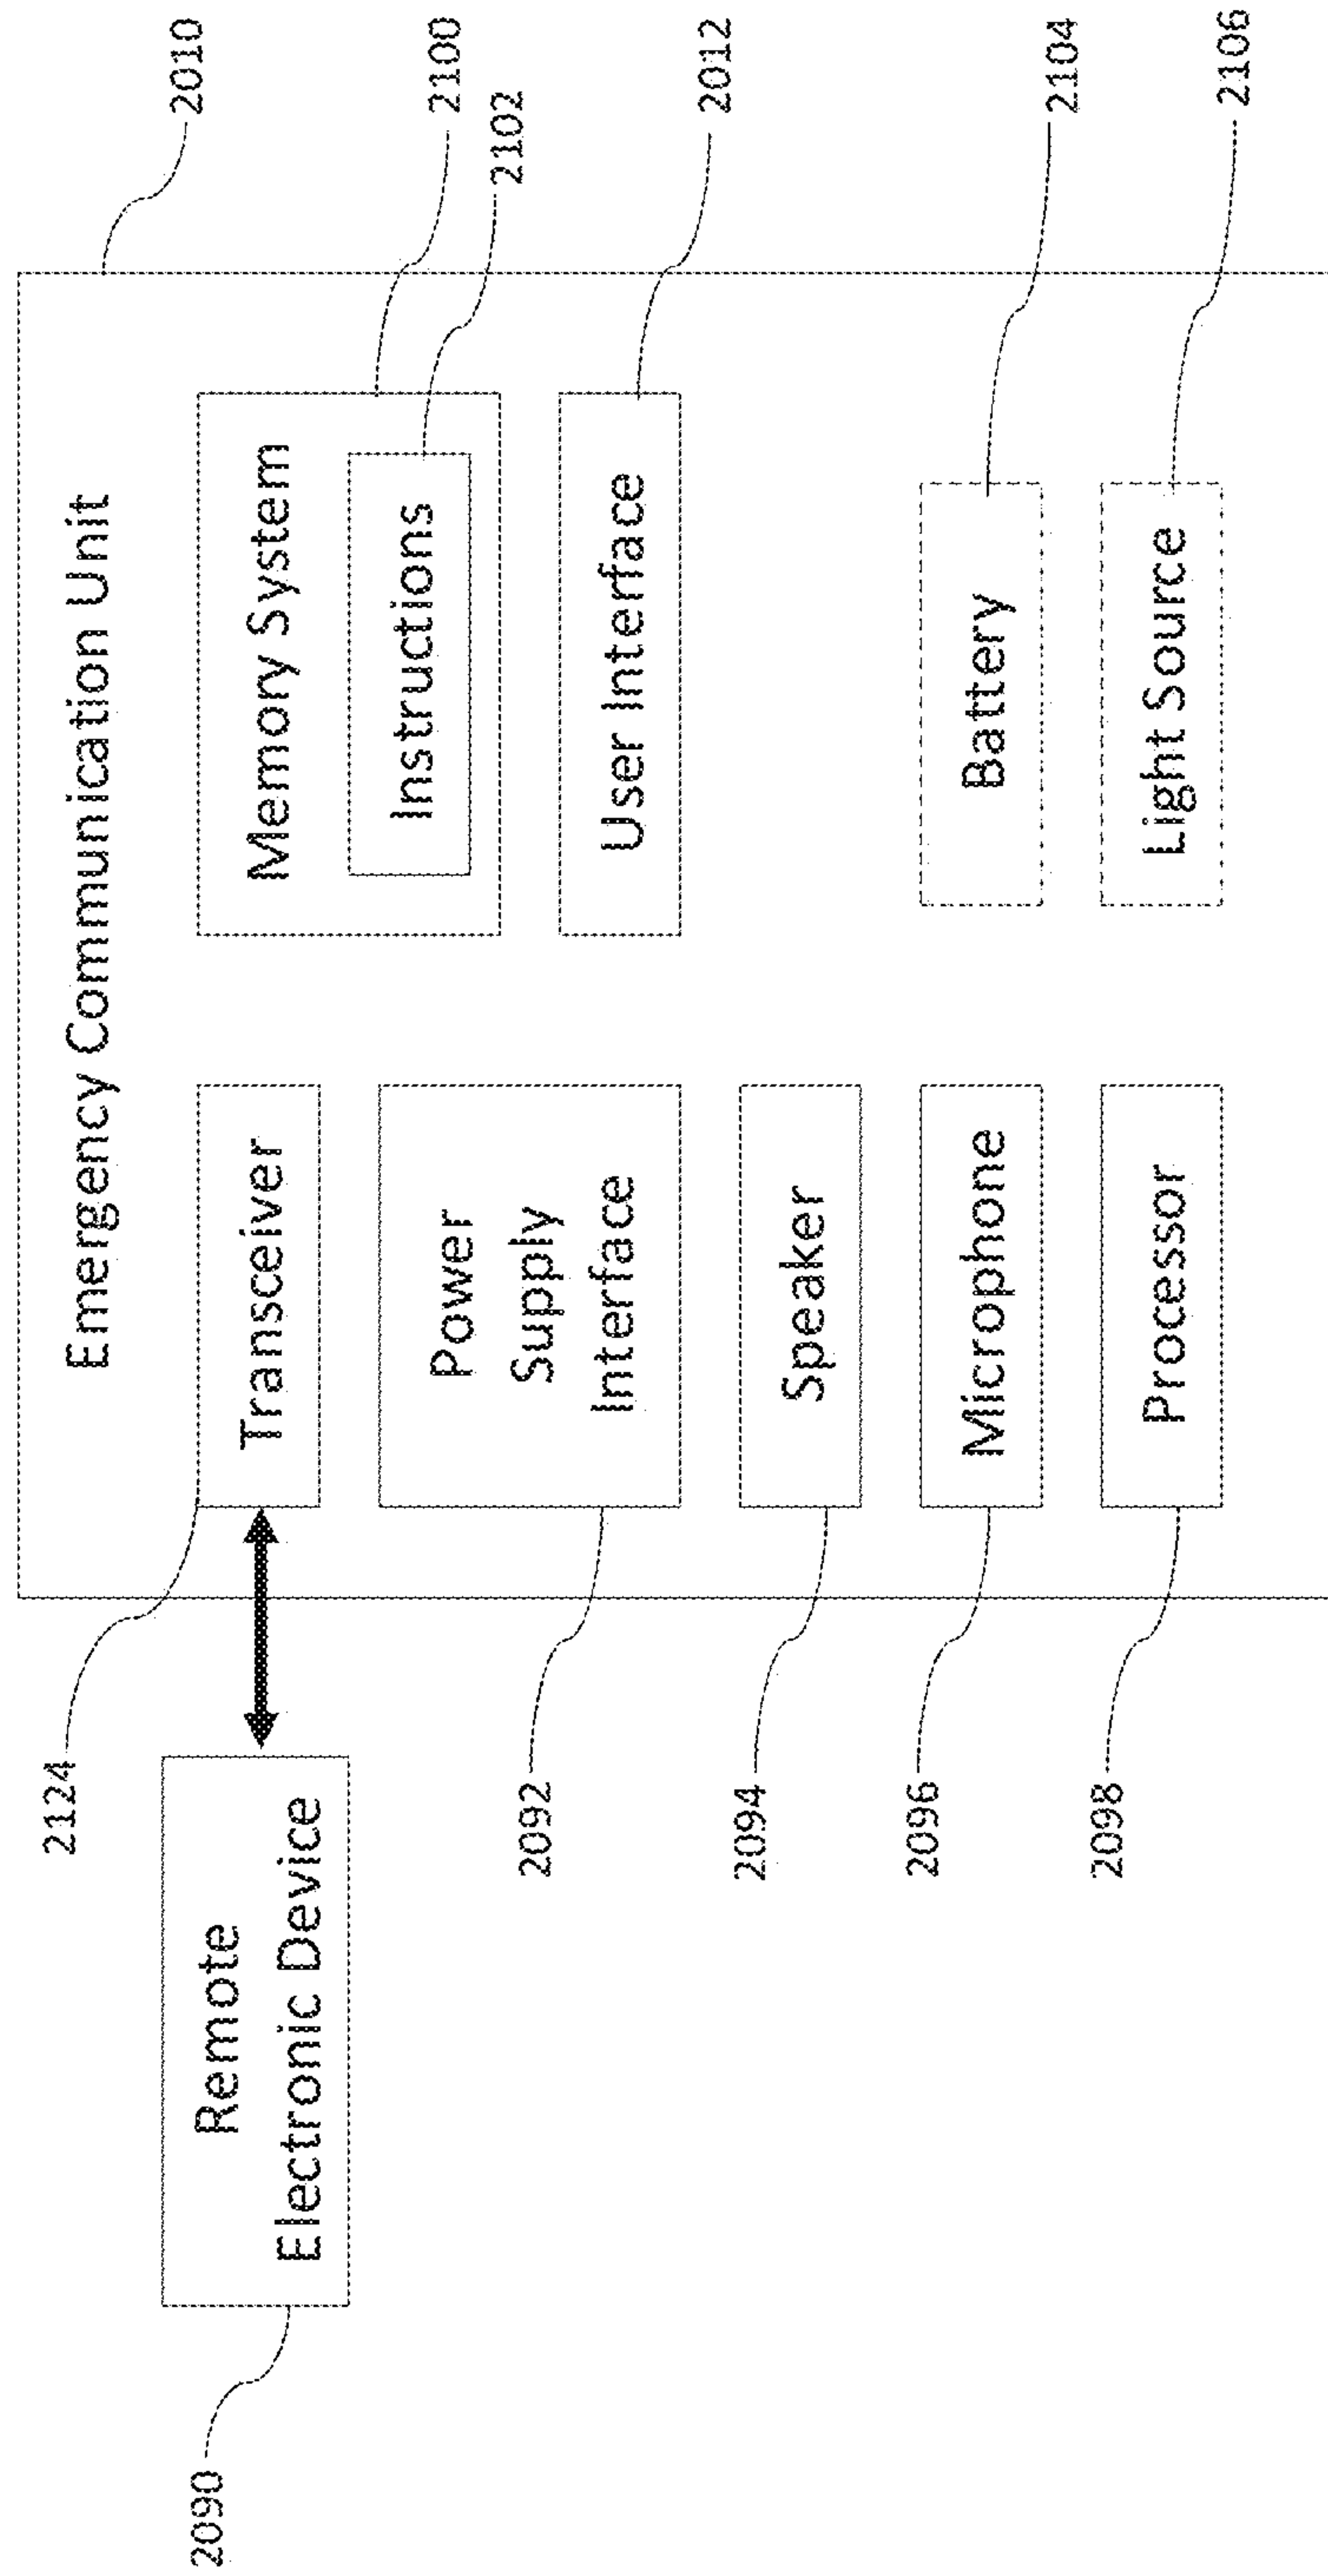 Emergency Communication Unit
2010
2124
Remote
Electronic Device
2090
Transceiver
Memory System
2100
Instructions
2102
Power
Supply
Interface
2092
User Interface
2012
Speaker
2094
Microphone
2096
Battery
2104
Processor
2098
Light Source
2106